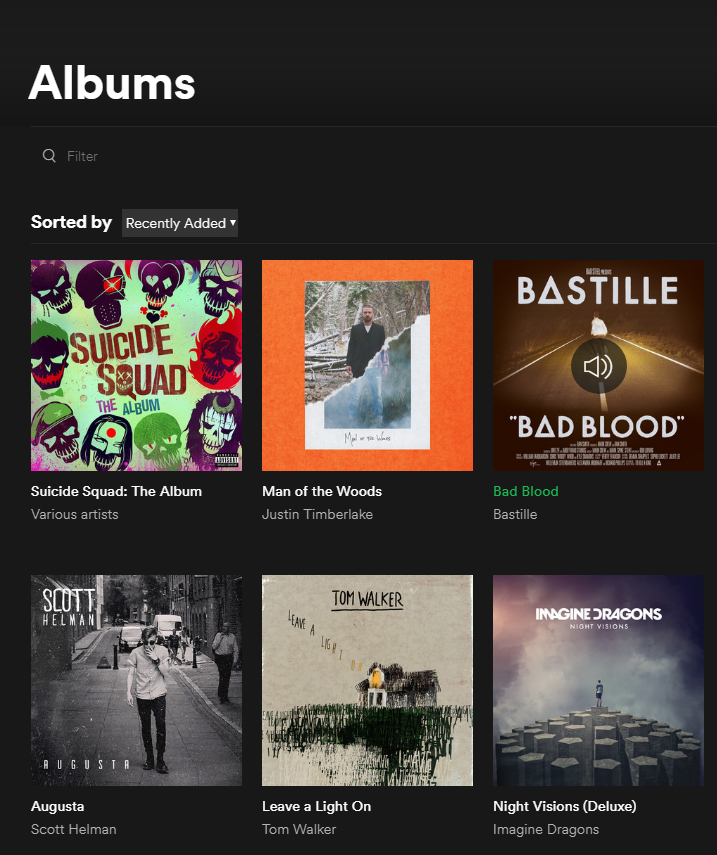 Albums
Filter
Sorted by Recently Added ▾
SUICIDE
SQUAD
THE ALBUM
Man of the Woods
BASTILLE
"BAD BLOOD"
Suicide Squad: The Album
Man of the Woods
Bad Blood
Various artists
Justin Timberlake
Bastille
SCOTT
HELMAN
AUGUSTA
TOM WALKER
LEAVE A LIGHT ON
IMAGINE DRAGONS
NIGHT VISIONS
Augusta
Leave a Light On
Night Visions (Deluxe)
Scott Helman
Tom Walker
Imagine Dragons